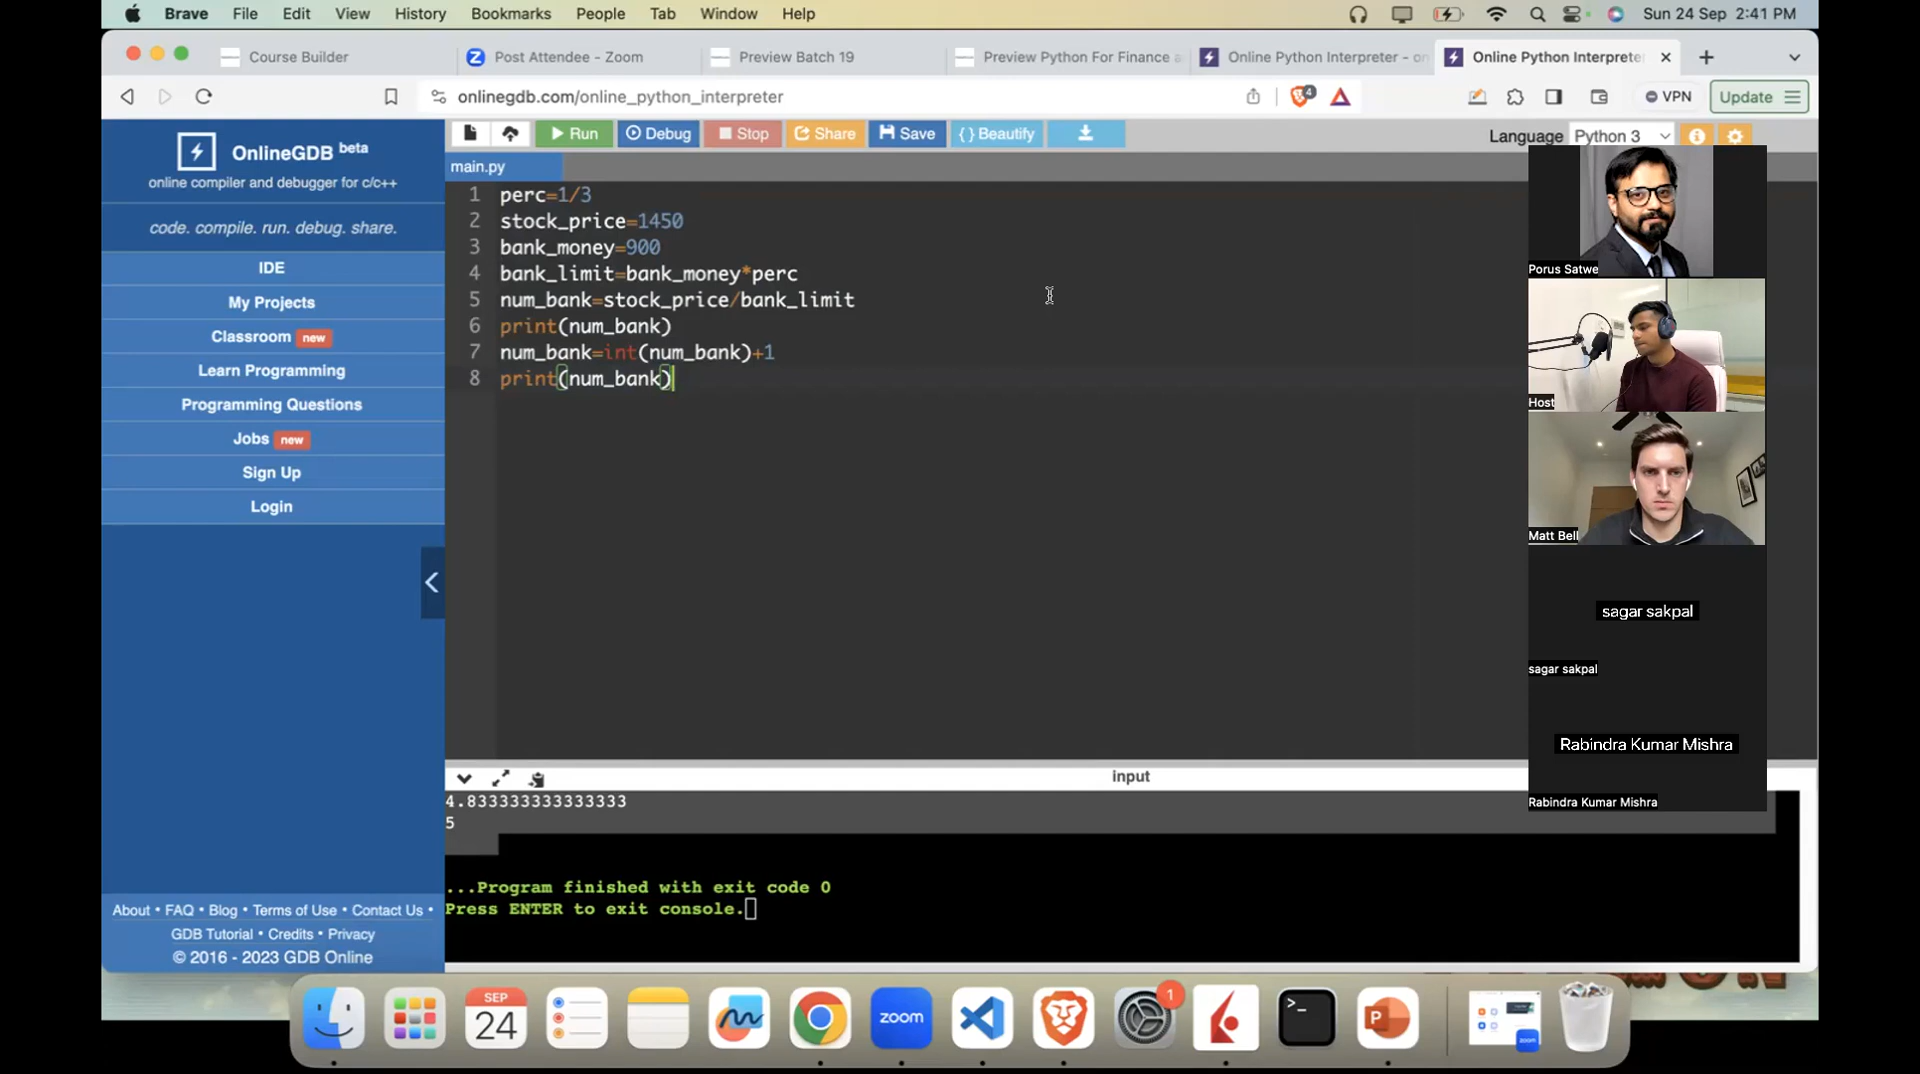 Brave File Edit View History Bookmarks People Tab Window Help Sun 24 Sep 2:41 PM
Course Builder Post Attendee - Zoom Preview Batch 19 Preview Python For Finance a Online Python Interpreter - on Online Python Interprete
onlinegdb.com/online_python_interpreter 4 VPN Update
Run Debug Stop Share Save { } Beautify Language Python 3
OnlineGDB beta
online compiler and debugger for c/c++
code. compile. run. debug. share.
IDE
My Projects
Classroom new
Learn Programming
Programming Questions
Jobs new
Sign Up
Login
About • FAQ • Blog • Terms of Use • Contact Us •
GDB Tutorial • Credits • Privacy
© 2016 - 2023 GDB Online
main.py
1 perc=1/3
2 stock_price=1450
3 bank_money=900
4 bank_limit=bank_money*perc
5 num_bank=stock_price/bank_limit
6 print(num_bank)
7 num_bank=int(num_bank)+1
8 print(num_bank)
input
4.833333333333333
5
...Program finished with exit code 0
Press ENTER to exit console.
Porus Satwe
Host
Matt Bell
sagar sakpal
sagar sakpal
Rabindra Kumar Mishra
Rabindra Kumar Mishra
SEP
24
zoom
1
>_
P
zoom